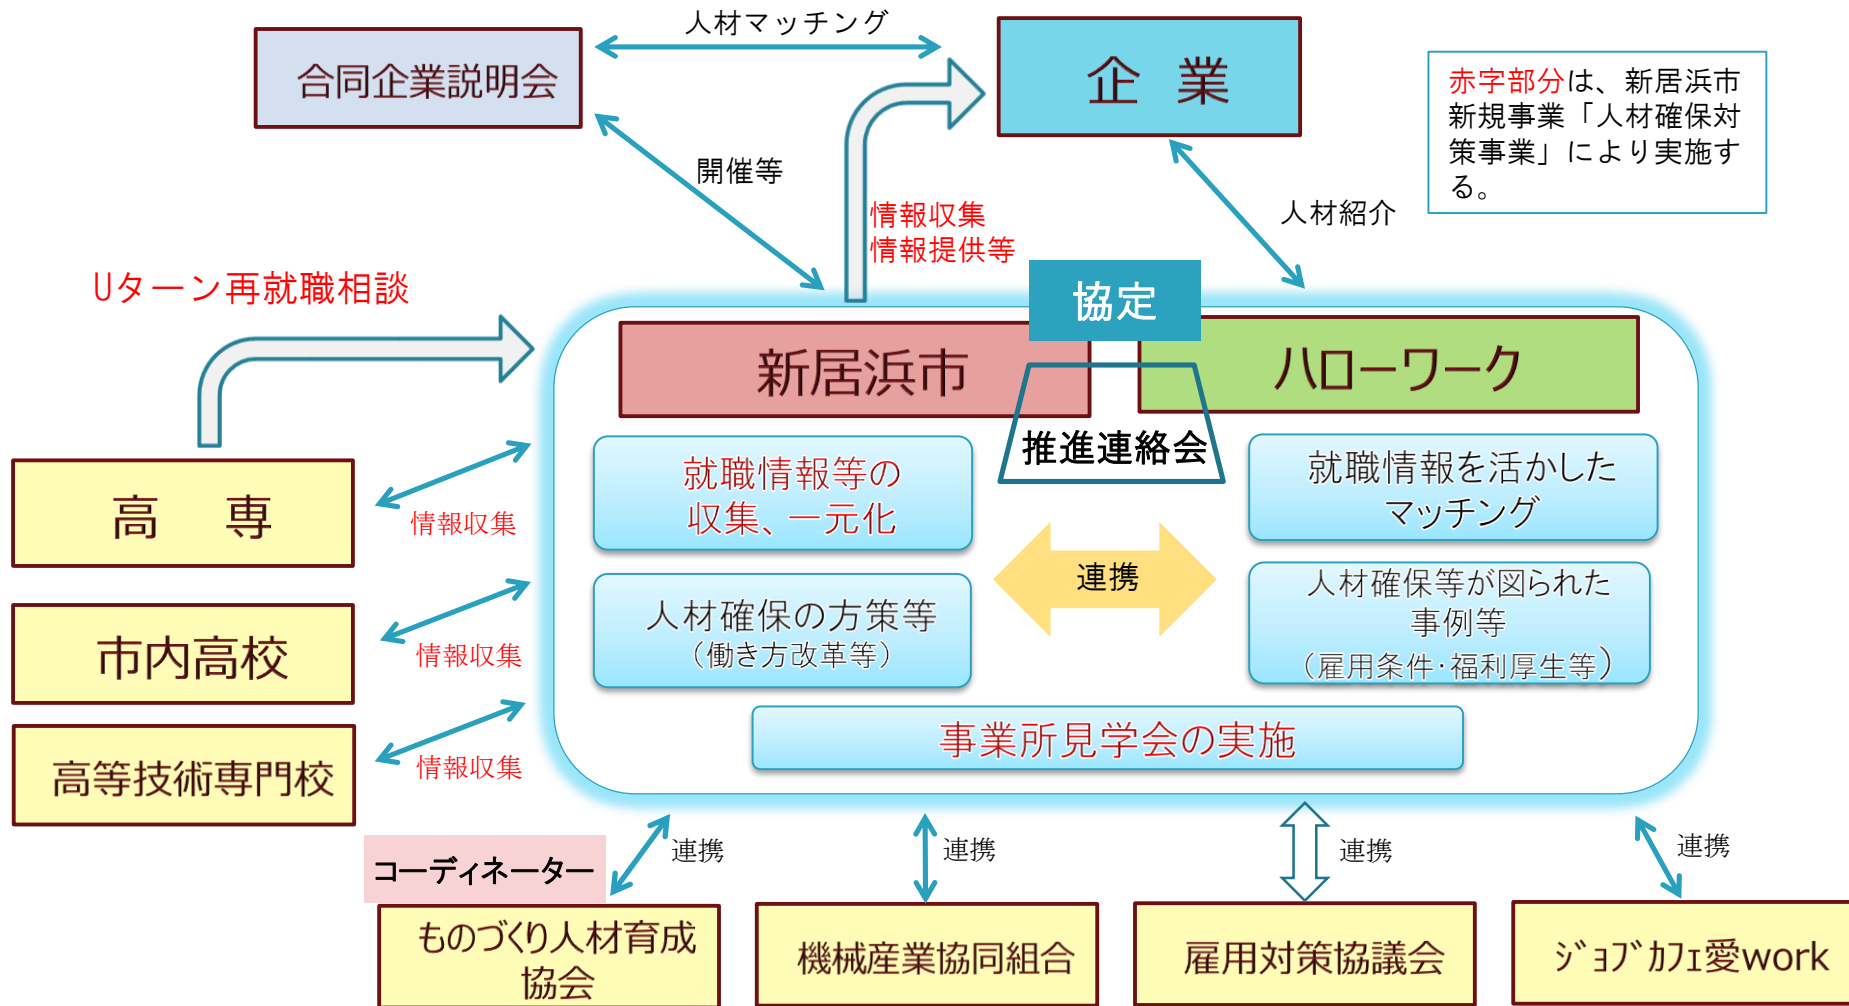 人材マッチング
合同企業説明会
企　業
赤字部分は、新居浜市
新規事業「人材確保対
策事業」により実施す
る。
開催等
情報収集
情報提供等
人材紹介
Uターン再就職相談
協定
新居浜市
ハローワーク
推進連絡会
就職情報等の
収集、一元化
就職情報を活かした
マッチング
高　専
情報収集
連携
人材確保の方策等
（働き方改革等）
人材確保等が図られた
事例等
（雇用条件・福利厚生等）
市内高校
情報収集
事業所見学会の実施
高等技術専門校
情報収集
コーディネーター
連携
連携
連携
連携
ものづくり人材育成
協会
機械産業協同組合
雇用対策協議会
ｼﾞｮﾌﾞｶﾌｪ愛work